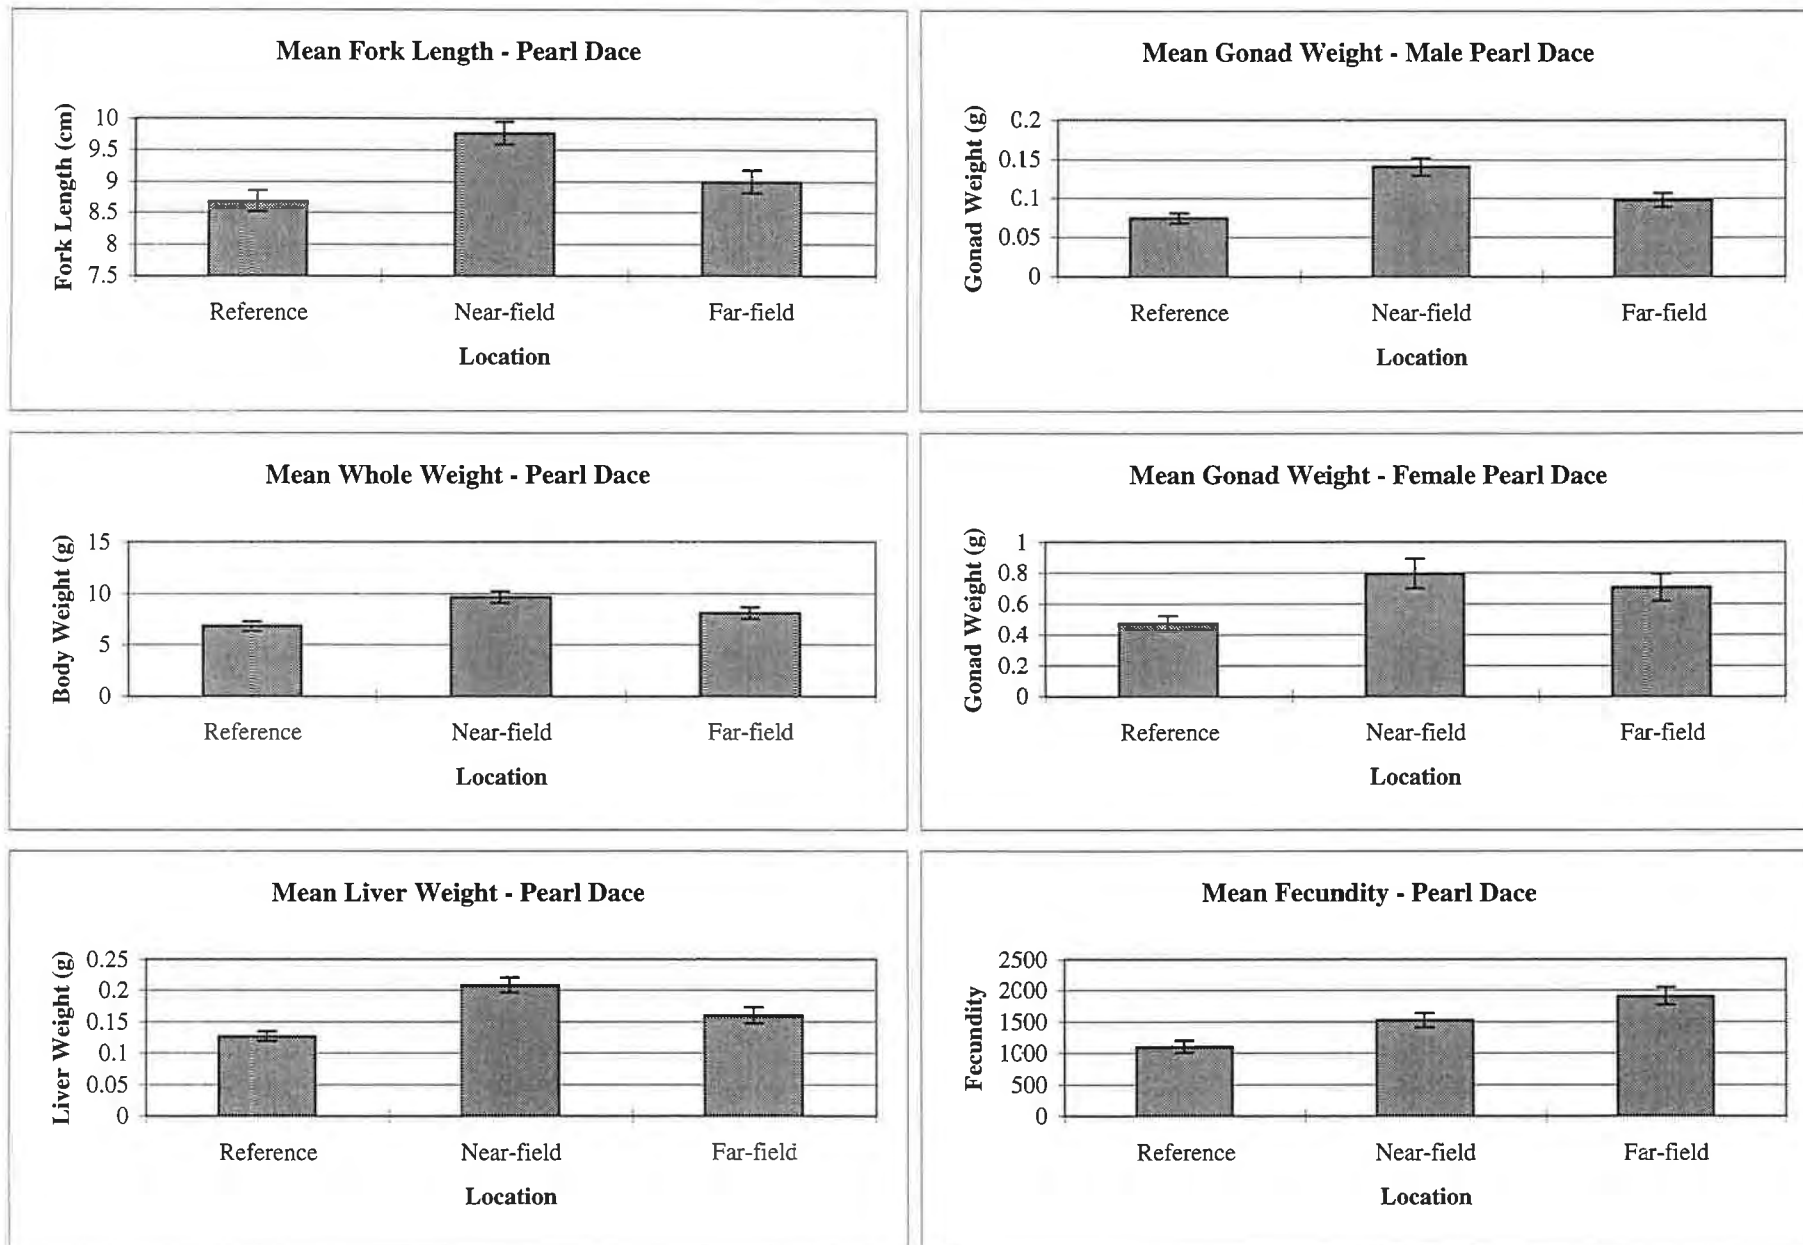 Mean Fork Length - Pearl Dace
Fork Length (cm)
10
9.5
9
8.5
8
7.5
Reference Near-field Far-field
Location
Mean Gonad Weight - Male Pearl Dace
Gonad Weight (g)
0.2
0.15
0.1
0.05
0
Reference Near-field Far-field
Location
Mean Whole Weight - Pearl Dace
Body Weight (g)
15
10
5
0
Reference Near-field Far-field
Location
Mean Gonad Weight - Female Pearl Dace
Gonad Weight (g)
1
0.8
0.6
0.4
0.2
0
Reference Near-field Far-field
Location
Mean Liver Weight - Pearl Dace
Liver Weight (g)
0.25
0.2
0.15
0.1
0.05
0
Reference Near-field Far-field
Location
Mean Fecundity - Pearl Dace
Fecundity
2500
2000
1500
1000
500
0
Reference Near-field Far-field
Location